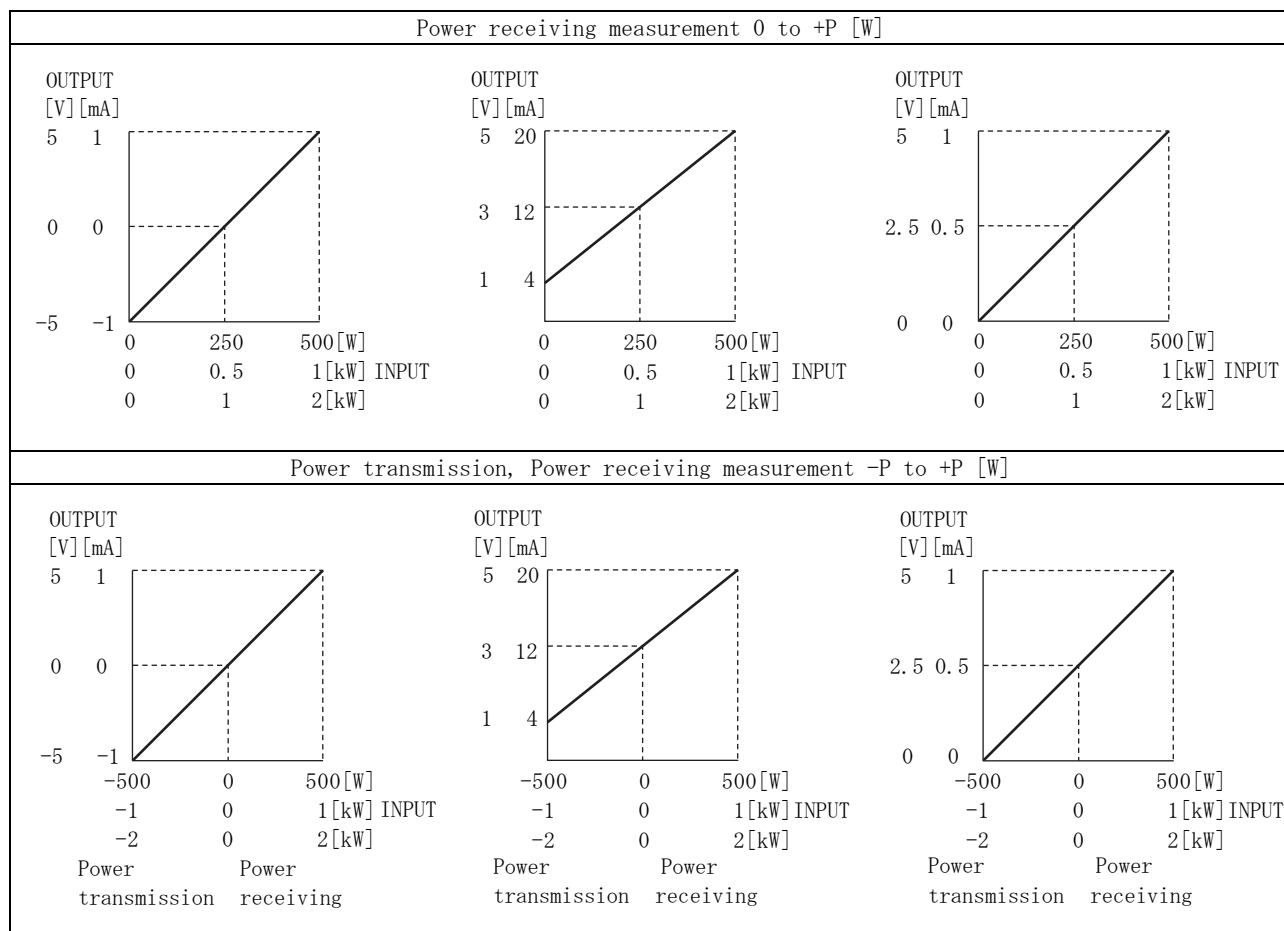 Power receiving measurement 0 to +P [W]
OUTPUT OUTPUT OUTPUT
[V][mA] [V][mA] [V][mA]
5 1 5 20 5 1
0 0 3 12 2.5 0.5
1 4
-5 -1 0 0
0 250 500[W] 0 250 500[W] 0 250 500[W]
0 0.5 1[kW] INPUT 0 0.5 1[kW] INPUT 0 0.5 1[kW] INPUT
0 1 2[kW] 0 1 2[kW] 0 1 2[kW]
Power transmission, Power receiving measurement -P to +P [W]
OUTPUT OUTPUT OUTPUT
[V][mA] [V][mA] [V][mA]
5 1 5 20 5 1
0 0 3 12 2.5 0.5
1 4
-5 -1 0 0
-500 0 500[W] -500 0 500[W] -500 0 500[W]
-1 0 1[kW] INPUT -1 0 1[kW] INPUT -1 0 1[kW] INPUT
-2 0 2[kW] -2 0 2[kW] -2 0 2[kW]
Power Power Power Power Power Power
transmission receiving transmission receiving transmission receiving